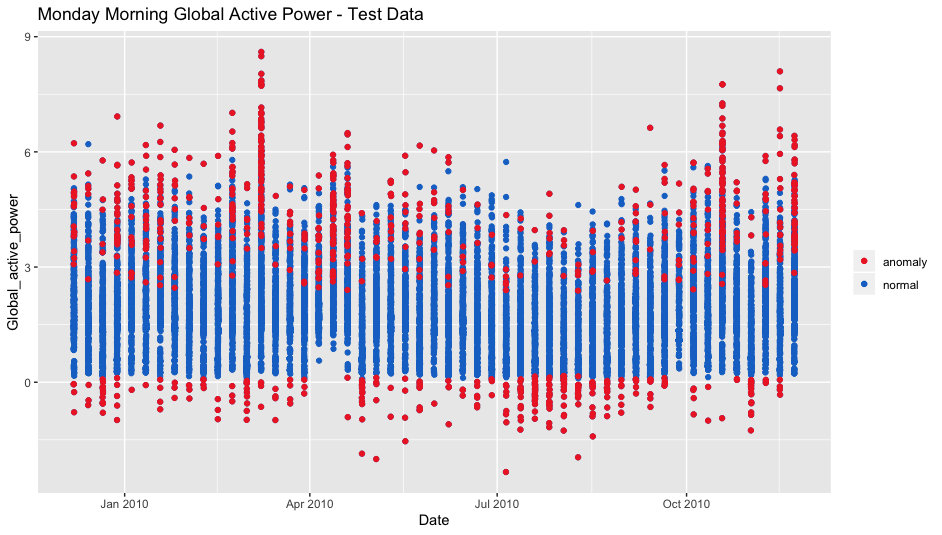 Monday Morning Global Active Power - Test Data
9
6
3
0
Global_active_power
Jan 2010 Apr 2010 Jul 2010 Oct 2010
Date
anomaly
normal